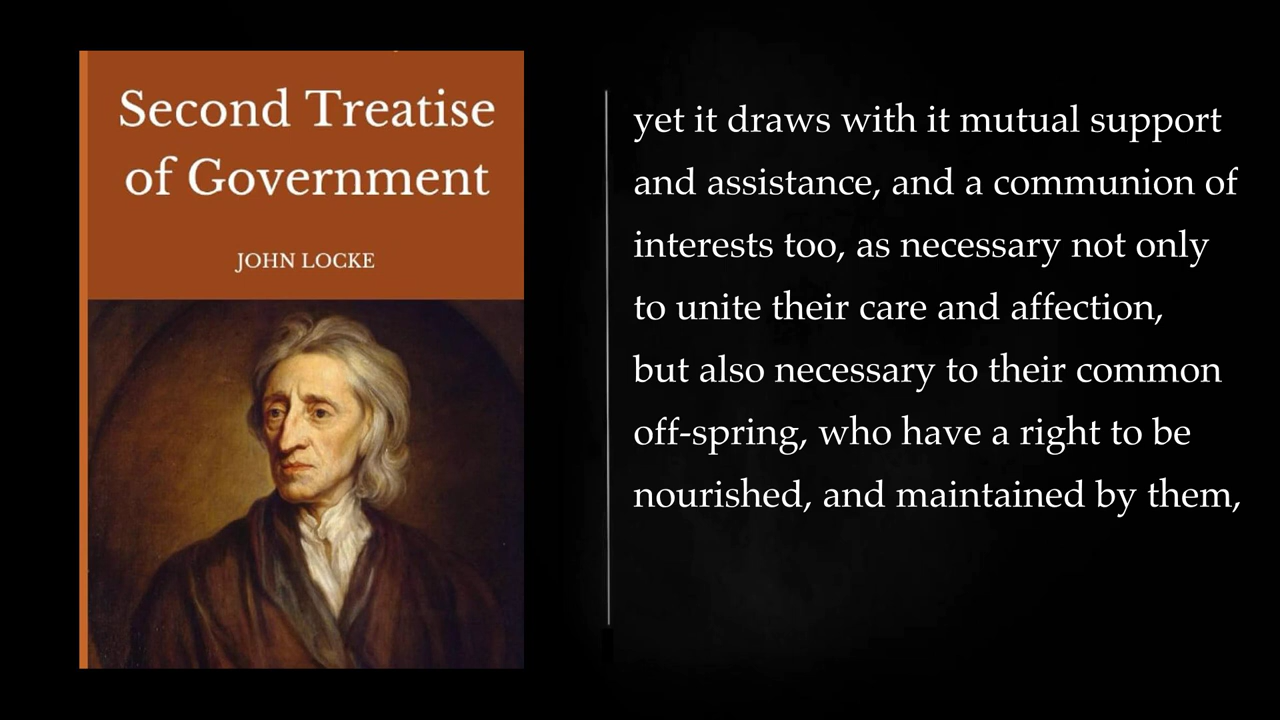 Second Treatise
of Government
JOHN LOCKE
yet it draws with it mutual support
and assistance, and a communion of
interests too, as necessary not only
to unite their care and affection,
but also necessary to their common
off-spring, who have a right to be
nourished, and maintained by them,